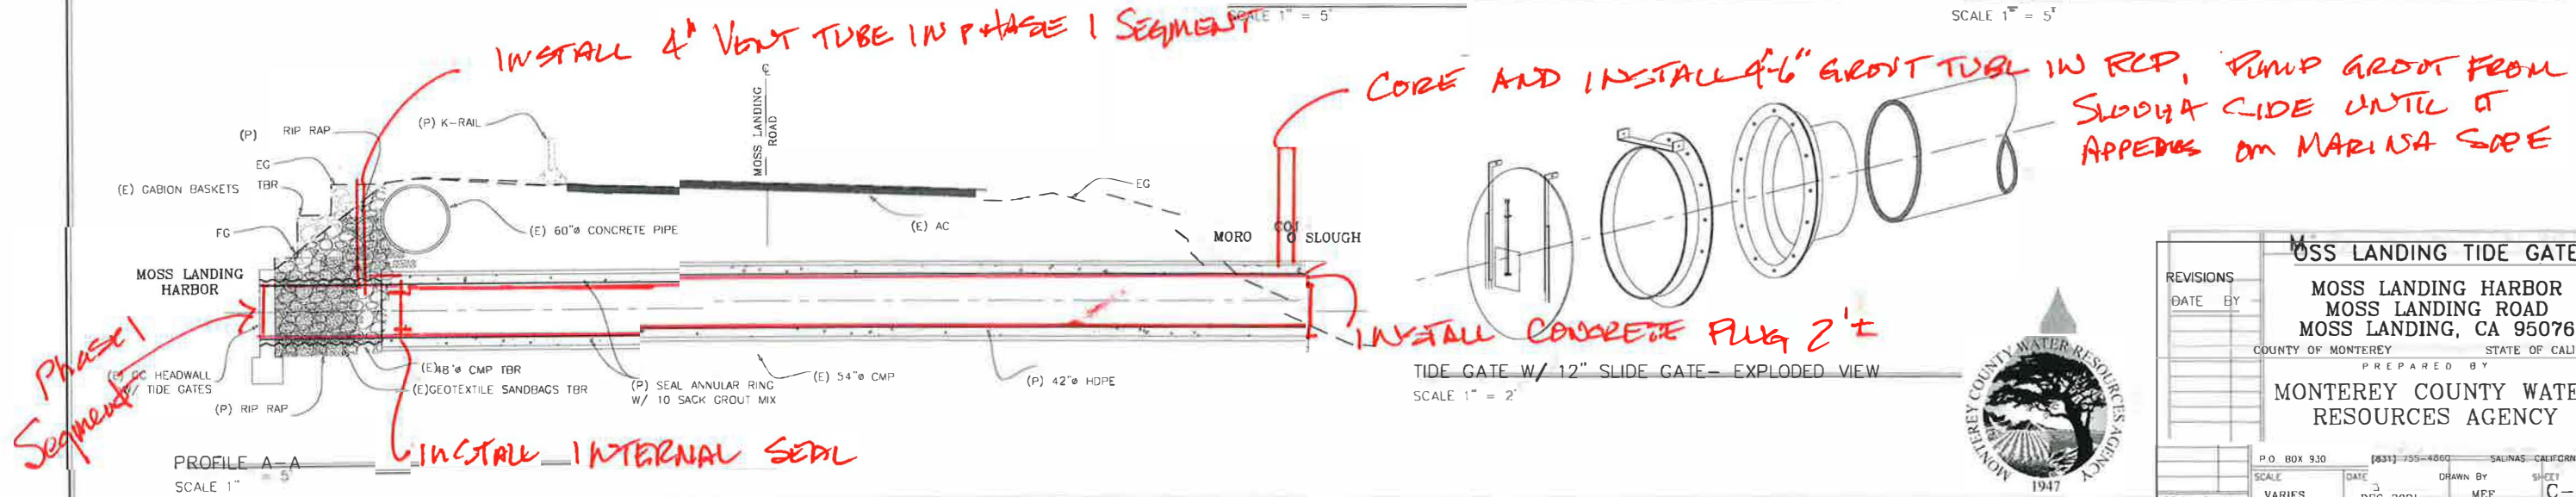 SCALE 1" = 5'
SCALE 1" = 5'
INSTALL 4" VENT TUBE IN PHASE 1 SEGMENT
CORE AND INSTALL 4-6" GROUT TUBE IN RCP, PUMP GROUT FROM
SLOUGH SIDE UNTIL IT
APPEARS ON MARINA SIDE
MOSS LANDING
ROAD
(P) RIP RAP
(P) K-RAIL
EG
(E) GABION BASKETS TBR
FG
(E) 60"ø CONCRETE PIPE
(E) AC
EG
MORO CO
O SLOUGH
MOSS LANDING
HARBOR
Phase 1
Segment
HEADWALL
W/ TIDE GATES
(P) RIP RAP
(E)48"ø CMP TBR
(E)GEOTEXTILE SANDBAGS TBR
(P) SEAL ANNULAR RING
W/ 10 SACK GROUT MIX
(E) 54"ø CMP
(P) 42"ø HDPE
INSTALL CONCRETE PLUG 2'±
INSTALL INTERNAL SEAL
PROFILE A-A
SCALE 1" = 5'
TIDE GATE W/ 12" SLIDE GATE- EXPLODED VIEW
SCALE 1" = 2'
MONTEREY COUNTY WATER RESOURCES AGENCY
1947
REVISIONS
DATE BY
MOSS LANDING TIDE GATE
MOSS LANDING HARBOR
MOSS LANDING ROAD
MOSS LANDING, CA 95076
COUNTY OF MONTEREY STATE OF CALI
PREPARED BY
MONTEREY COUNTY WATE
RESOURCES AGENCY
P.O. BOX 930 (831) 755-4860 SALINAS CALIFORN
SCALE DATE DRAWN BY SHEET
VARIES MEF C-